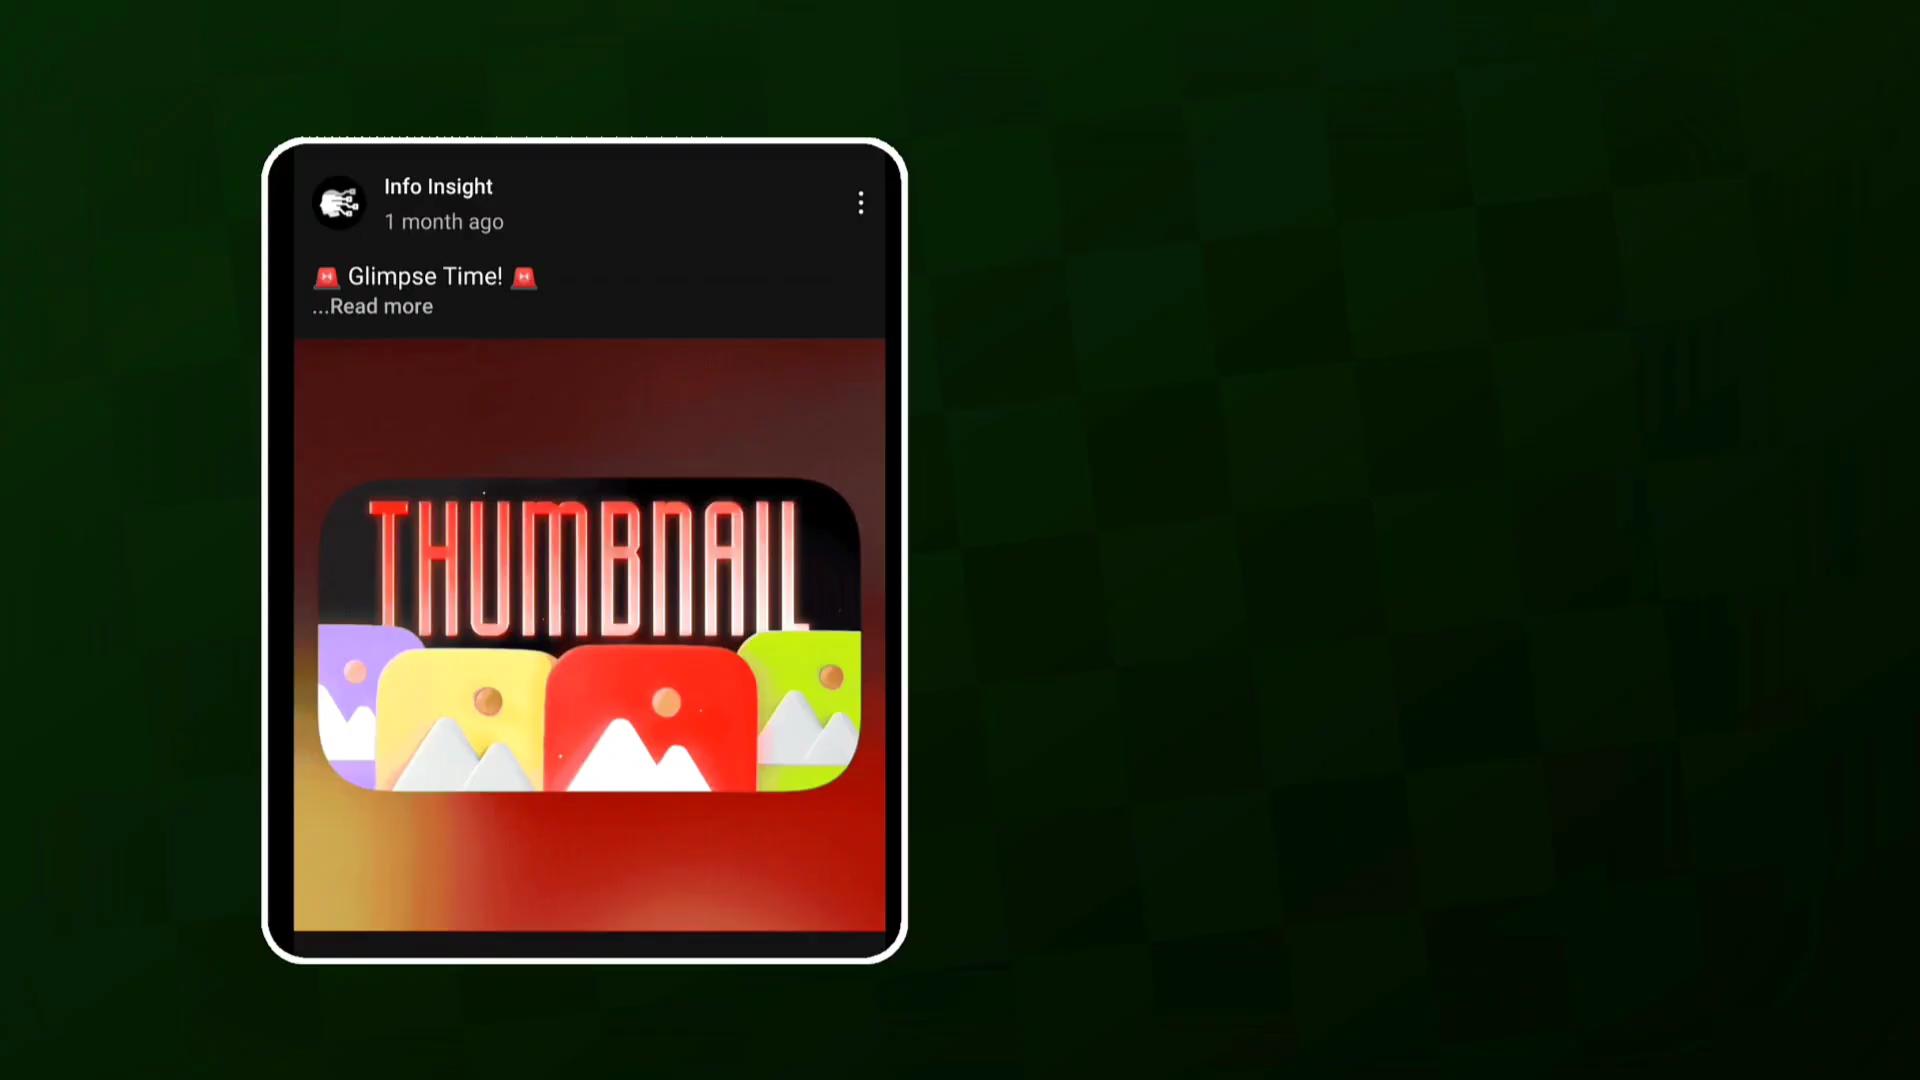 Info Insight
1 month ago
🚨 Glimpse Time! 🚨
...Read more
THUMBNAIL